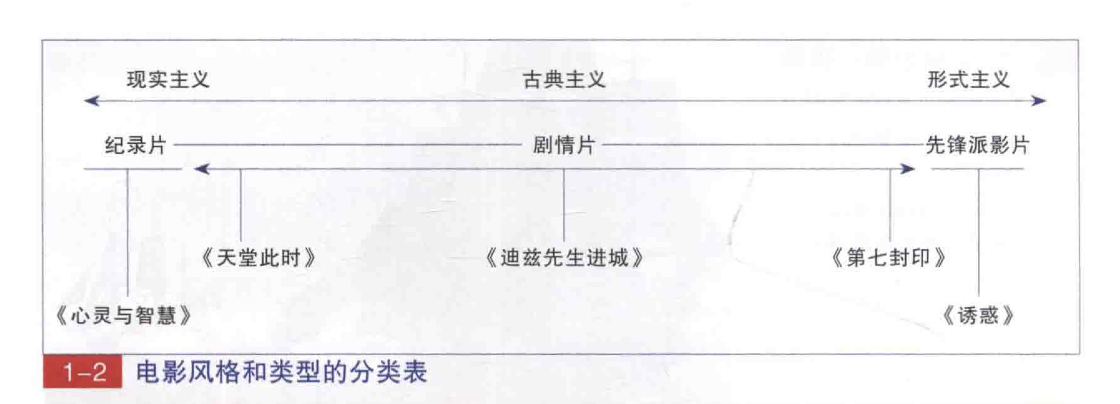 现实主义 古典主义 形式主义
纪录片 剧情片 先锋派影片
《天堂此时》 《迪兹先生进城》 《第七封印》
《心灵与智慧》 《诱惑》
1-2 电影风格和类型的分类表